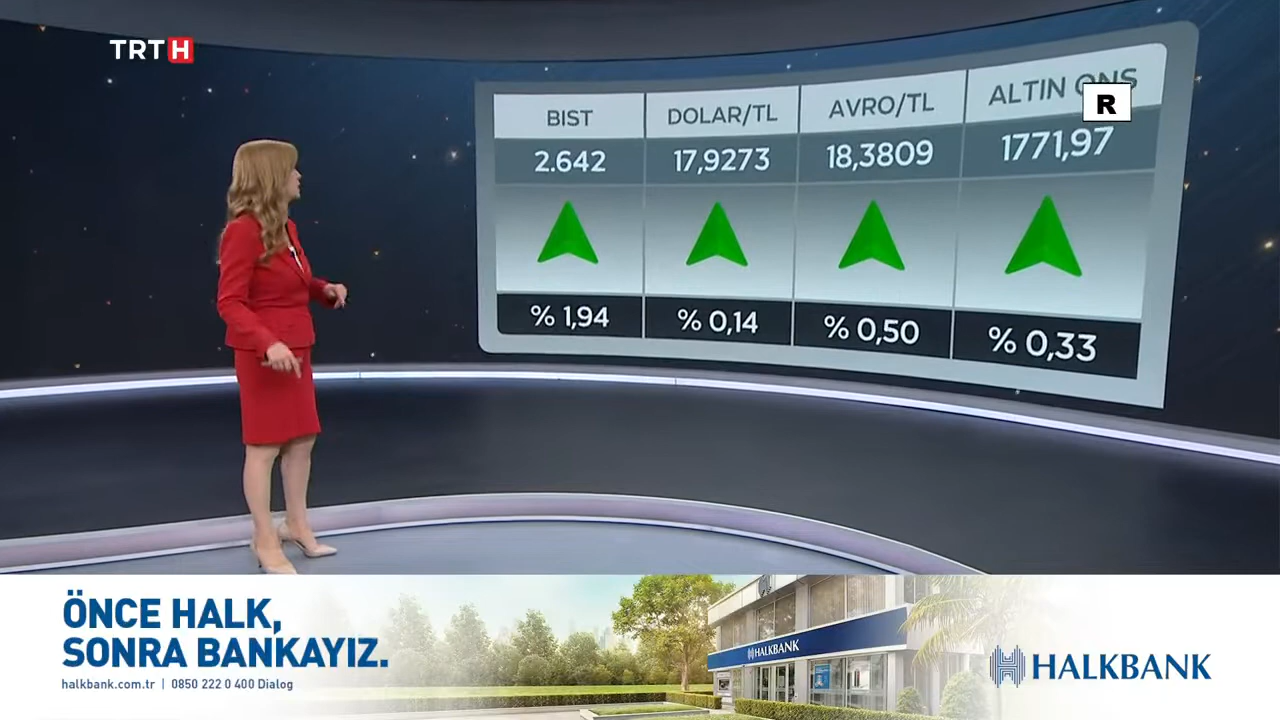 TRT H
BIST
DOLAR/TL
AVRO/TL
ALTIN ONS
R
2.642
17,9273
18,3809
1771,97
% 1,94
% 0,14
% 0,50
% 0,33
ÖNCE HALK,
SONRA BANKAYIZ.
halkbank.com.tr | 0850 222 0 400 Dialog
HALKBANK
HALKBANK